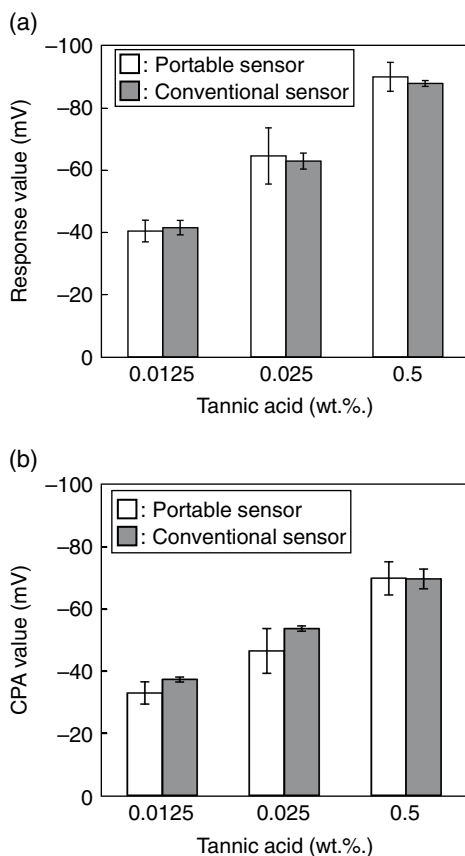 (a)
–100
–80
–60
–40
–20
0
Response value (mV)
: Portable sensor
: Conventional sensor
0.0125 0.025 0.5
Tannic acid (wt.%.)
(b)
–100
–80
–60
–40
–20
0
CPA value (mV)
: Portable sensor
: Conventional sensor
0.0125 0.025 0.5
Tannic acid (wt.%.)